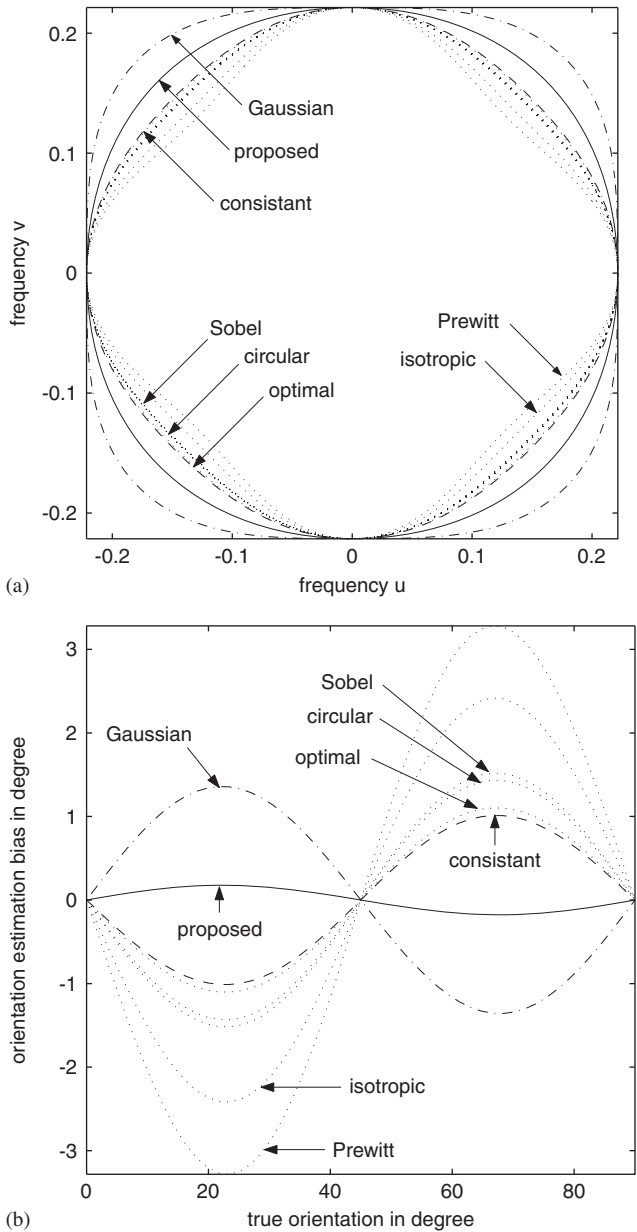 0.2
Gaussian
proposed
0.1
consistant
frequency v
0
Sobel
Prewitt
circular
isotropic
optimal
-0.1
-0.2
-0.2 -0.1 0 0.1 0.2
(a)
frequency u
3
Sobel
circular
Gaussian
optimal
2
1
consistant
orientation estimation bias in degree
0
proposed
-1
-2
isotropic
-3
Prewitt
0 20 40 60 80
(b)
true orientation in degree